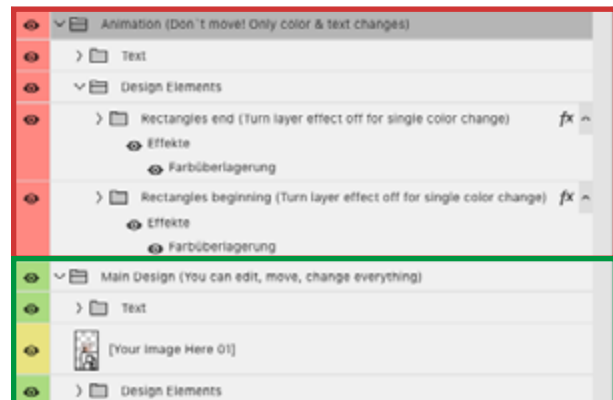 Animation (Don`t move! Only color & text changes)
Text
Design Elements
Rectangles end (Turn layer effect off for single color change) fx
Effekte
Farbüberlagerung
Rectangles beginning (Turn layer effect off for single color change) fx
Effekte
Farbüberlagerung
Main Design (You can edit, move, change everything)
Text
[Your Image Here 01]
Design Elements